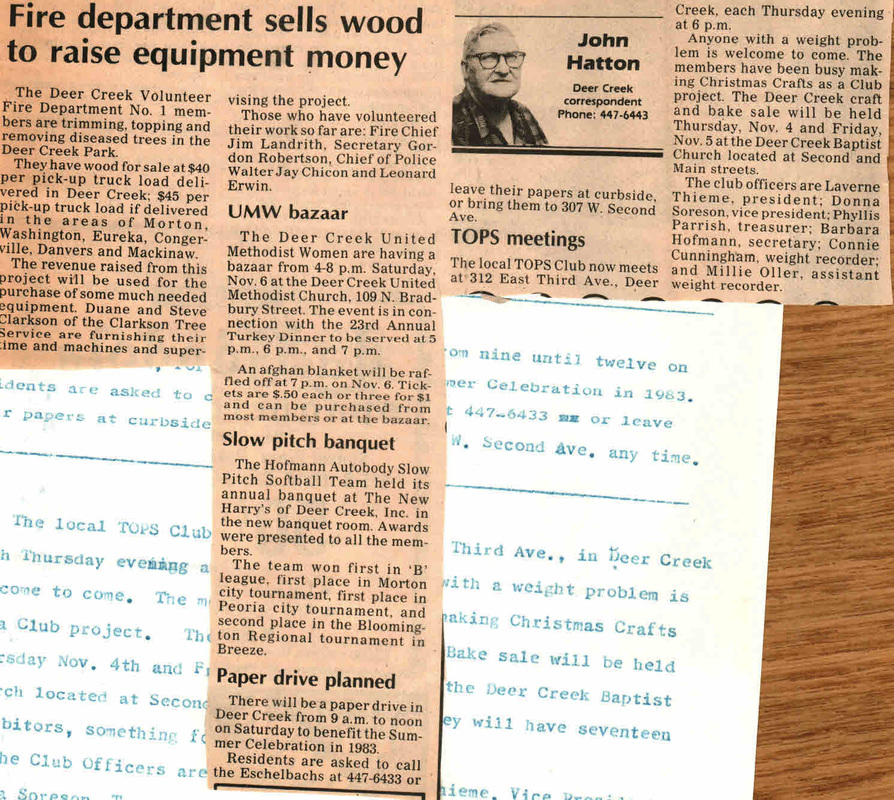 Fire department sells wood
to raise equipment money
The Deer Creek Volunteer
Fire Department No. 1 mem-
bers are trimming, topping and
removing diseased trees in the
Deer Creek Park.
They have wood for sale at $40
per pick-up truck load deli-
vered in Deer Creek; $45 per
pick-up truck load if delivered
in the areas of Morton,
Washington, Eureka, Conger-
ville, Danvers and Mackinaw.
The revenue raised from this
project will be used for the
purchase of some much needed
equipment. Duane and Steve
Clarkson of the Clarkson Tree
Service are furnishing their
time and machines and super-
vising the project.
Those who have volunteered
their work so far are: Fire Chief
Jim Landrith, Secretary Gor-
don Robertson, Chief of Police
Walter Jay Chicon and Leonard
Erwin.
UMW bazaar
The Deer Creek United
Methodist Women are having a
bazaar from 4-8 p.m. Saturday,
Nov. 6 at the Deer Creek United
Methodist Church, 109 N. Brad-
bury Street. The event is in con-
nection with the 23rd Annual
Turkey Dinner to be served at 5
p.m., 6 p.m., and 7 p.m.
An afghan blanket will be raf-
fled off at 7 p.m. on Nov. 6. Tick-
ets are $.50 each or three for $1
and can be purchased from
most members or at the bazaar.
Slow pitch banquet
The Hofmann Autobody Slow
Pitch Softball Team held its
annual banquet at The New
Harry's of Deer Creek, Inc. in
the new banquet room. Awards
were presented to all the mem-
bers.
The team won first in 'B'
league, first place in Morton
city tournament, first place in
Peoria city tournament, and
second place in the Blooming-
ton Regional tournament in
Breeze.
Paper drive planned
There will be a paper drive in
Deer Creek from 9 a.m. to noon
on Saturday to benefit the Sum-
mer Celebration in 1983.
Residents are asked to call
the Eschelbachs at 447-6433 or
John
Hatton
Deer Creek
correspondent
Phone: 447-6443
leave their papers at curbside,
or bring them to 307 W. Second
Ave.
TOPS meetings
The local TOPS Club now meets
at 312 East Third Ave., Deer
Creek, each Thursday evening
at 6 p.m.
Anyone with a weight prob-
lem is welcome to come. The
members have been busy mak-
ing Christmas Crafts as a Club
project. The Deer Creek craft
and bake sale will be held
Thursday, Nov. 4 and Friday,
Nov. 5 at the Deer Creek Baptist
Church located at Second and
Main streets.
The club officers are Laverne
Thieme, president; Donna
Soreson, vice president; Phyllis
Parrish, treasurer; Barbara
Hofmann, secretary; Connie
Cunningham, weight recorder;
and Millie Oller, assistant
weight recorder.
idents are asked to c
r papers at curbside
The local TOPS Club
h Thursday evening a
come to come. The m
a Club project. The
rsday Nov. 4th and F
rch located at Second
bitors, something fo
he Club Officers are
a Soreson,
om nine until twelve on
mer Celebration in 1983.
t 447-6433 or leave
W. Second Ave. any time.
Third Ave., in Deer Creek
with a weight problem is
making Christmas Crafts
Bake sale will be held
the Deer Creek Baptist
ey will have seventeen
hieme, Vice